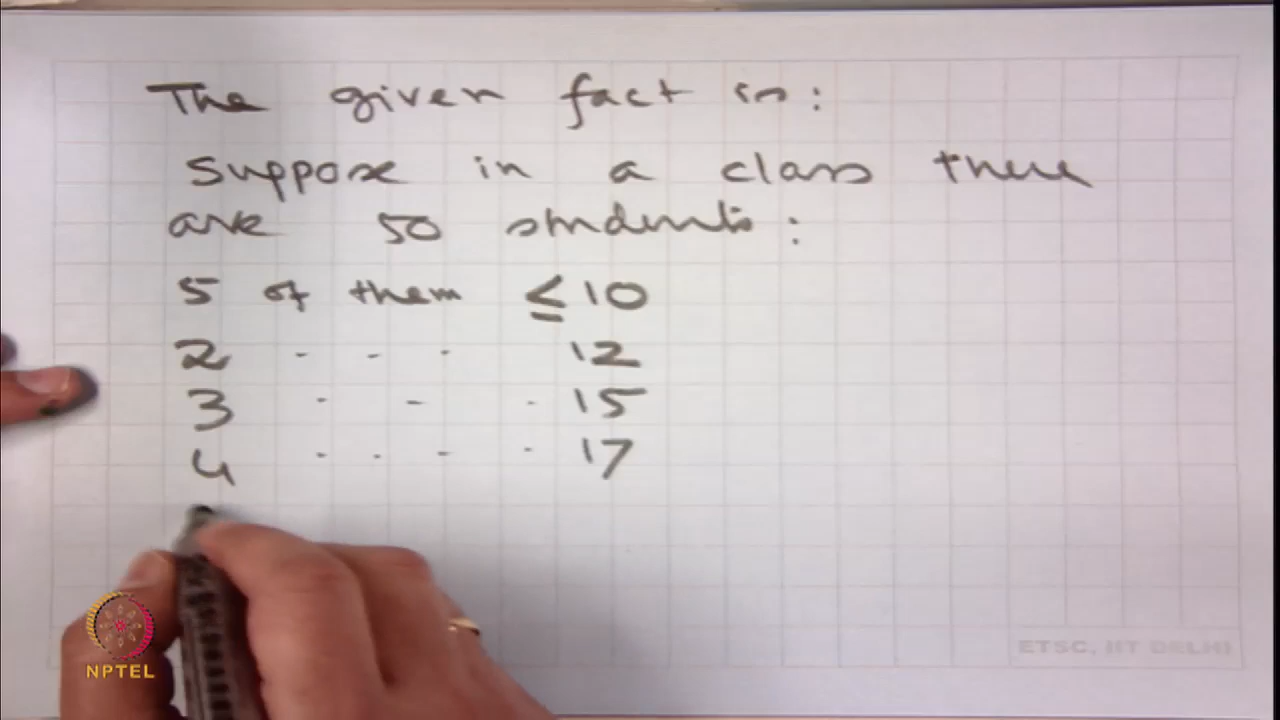 The given fact is:
Suppose in a class there
are 50 students:
5 of them ≤ 10
2 - - - 12
3 - - - 15
4 - - - - 17
NPTEL
ETSC, IIT DELHI